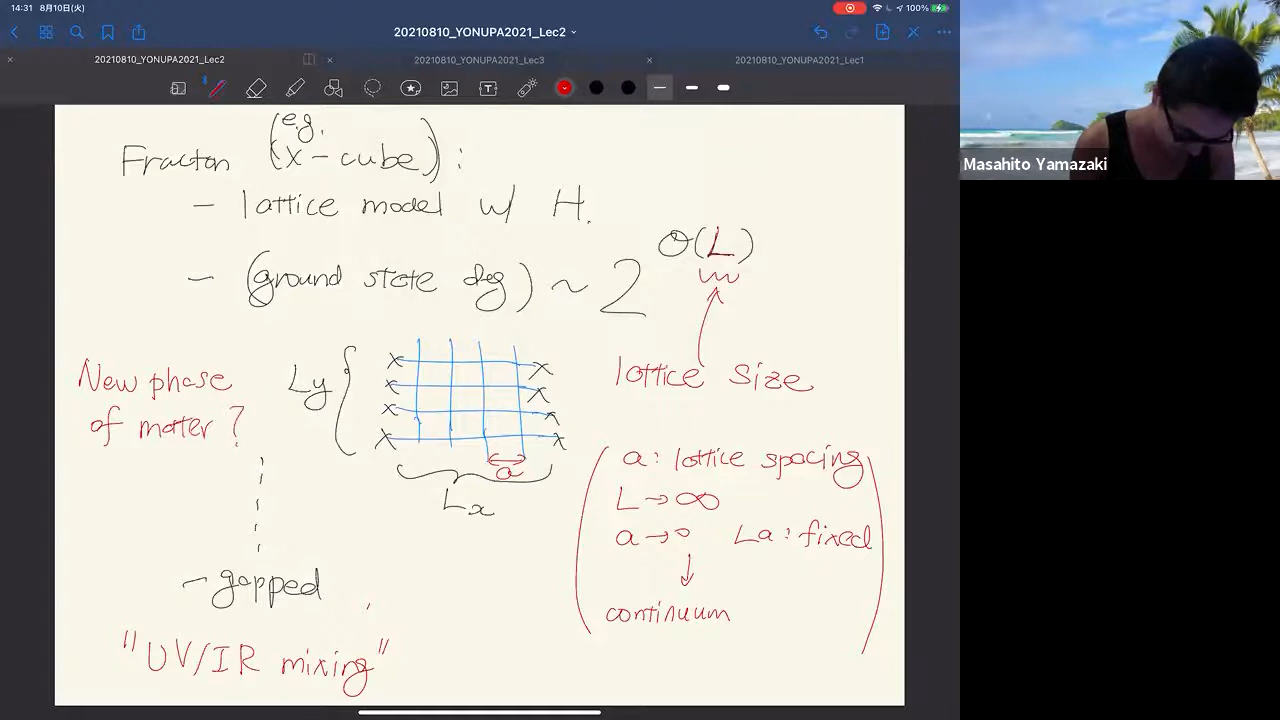 14:31 8月10日(火)
100%
20210810_YONUPA2021_Lec2
20210810_YONUPA2021_Lec2
20210810_YONUPA2021_Lec3
20210810_YONUPA2021_Lec1
Masahito Yamazaki
Fracton (e.g. X-cube) :
- lattice model w/ H.
- (ground state deg) ~ 2^O(L)
lattice size
New phase
of matter ?
Ly
a
Lx
a : lattice spacing
L → ∞
a → 0 La : fixed
↓
continuum
- gapped
"UV/IR mixing"